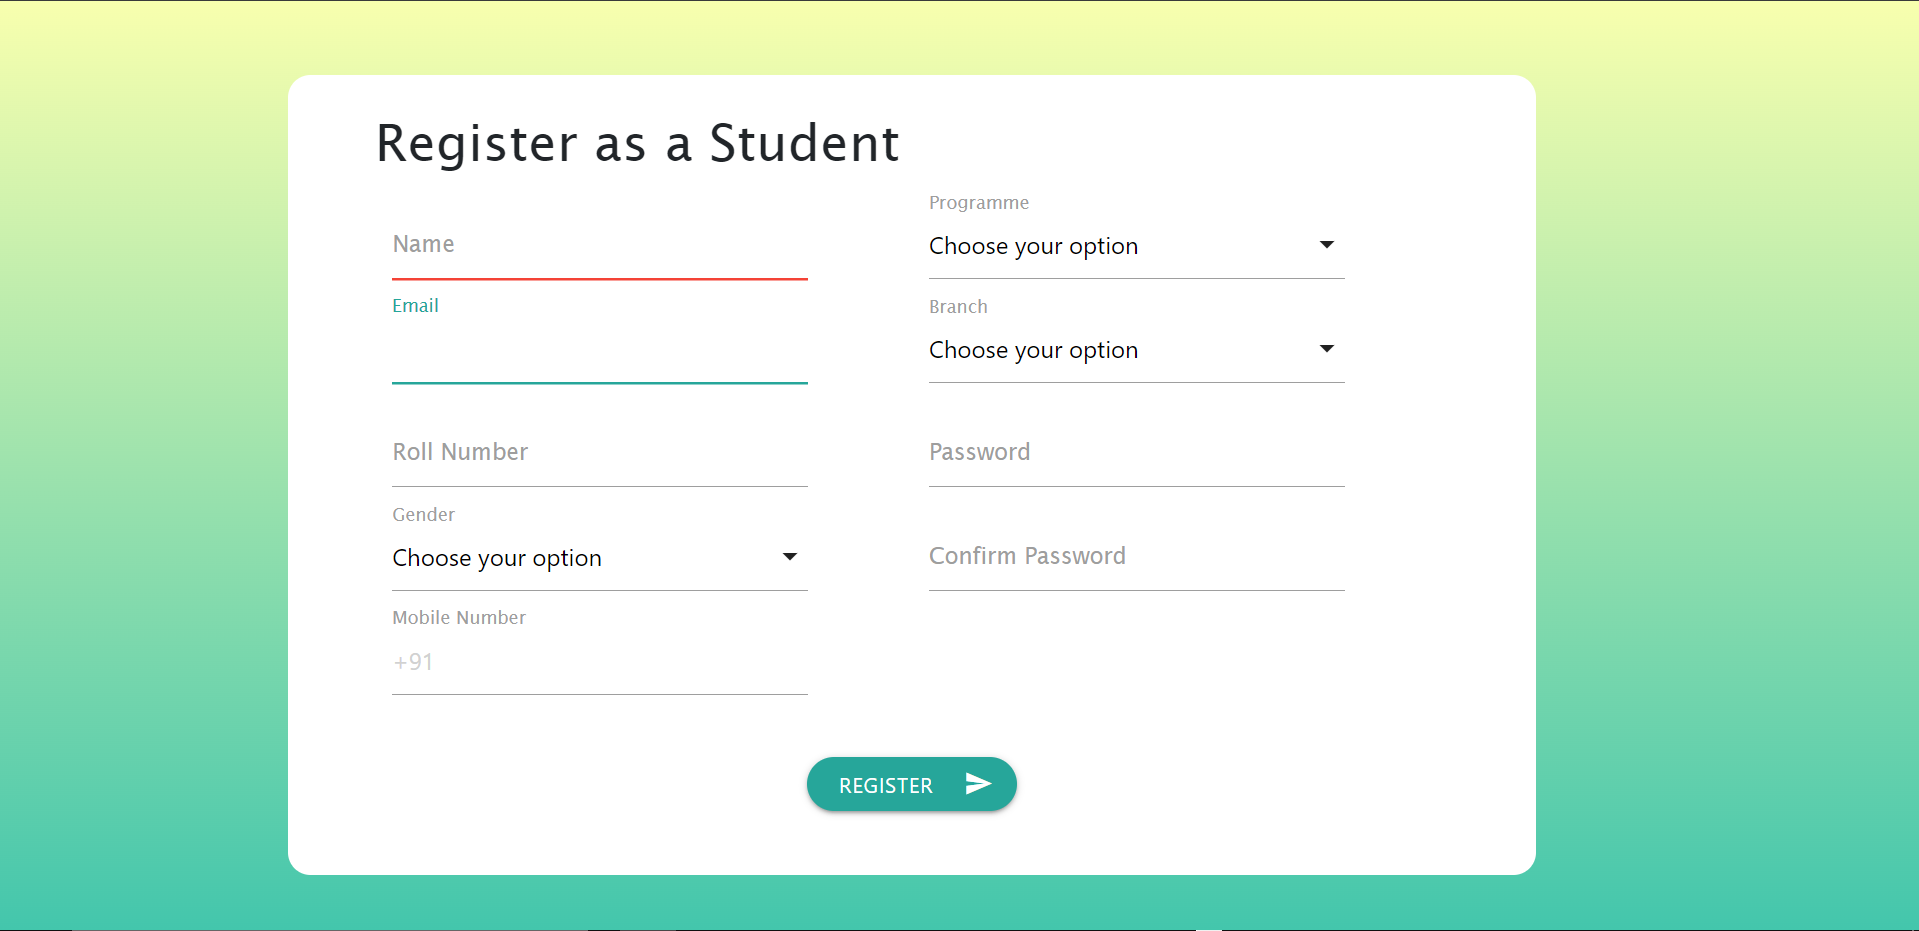 Register as a Student
Name
Email
Roll Number
Gender
Choose your option
Mobile Number
+91
Programme
Choose your option
Branch
Choose your option
Password
Confirm Password
REGISTER